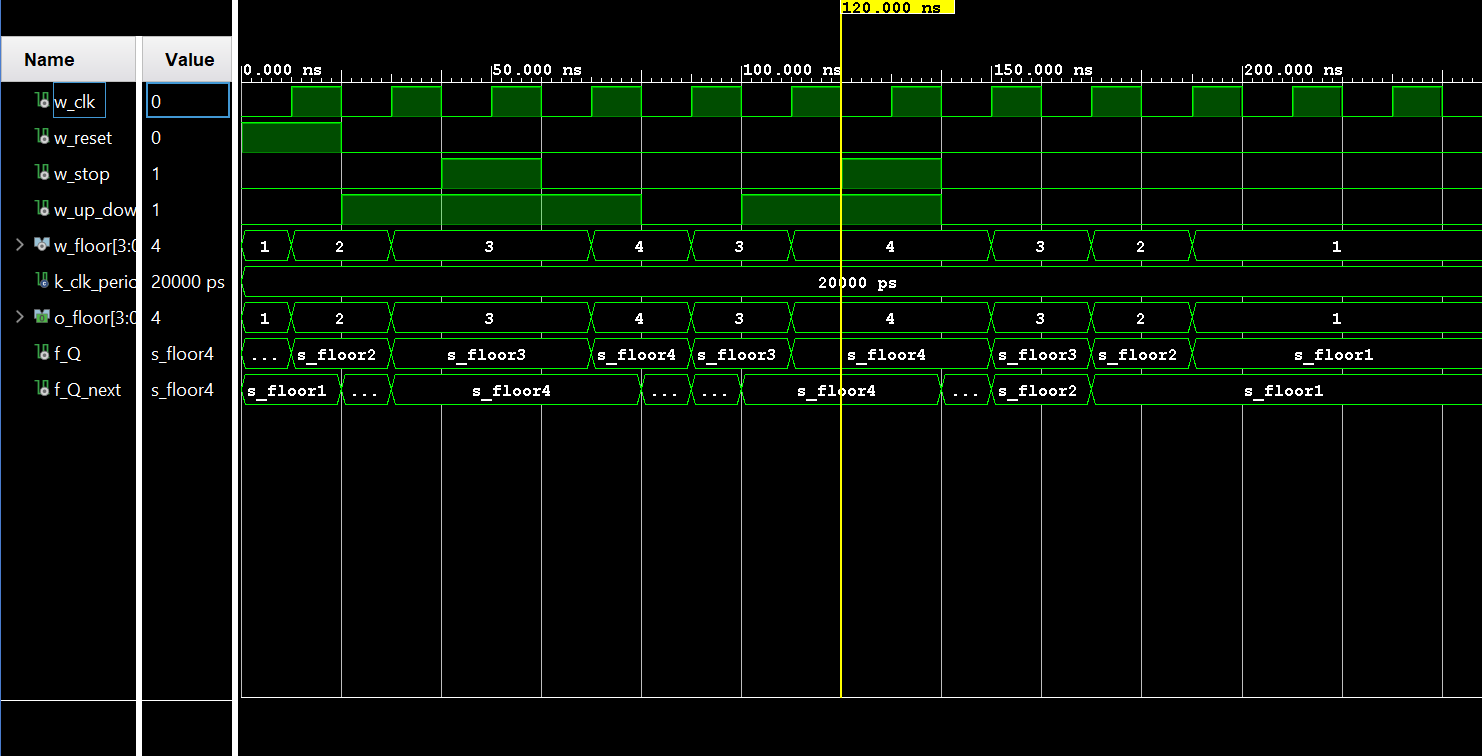 120.000 ns
Name Value
0.000 ns 50.000 ns 100.000 ns 150.000 ns 200.000 ns
w_clk 0
w_reset 0
w_stop 1
w_up_dow 1
w_floor[3:0 4 1 2 3 4 3 4 3 2 1
k_clk_peric 20000 ps 20000 ps
o_floor[3:0 4 1 2 3 4 3 4 3 2 1
f_Q s_floor4 ... s_floor2 s_floor3 s_floor4 s_floor3 s_floor4 s_floor3 s_floor2 s_floor1
f_Q_next s_floor4 s_floor1 ... s_floor4 ... ... s_floor4 ... s_floor2 s_floor1